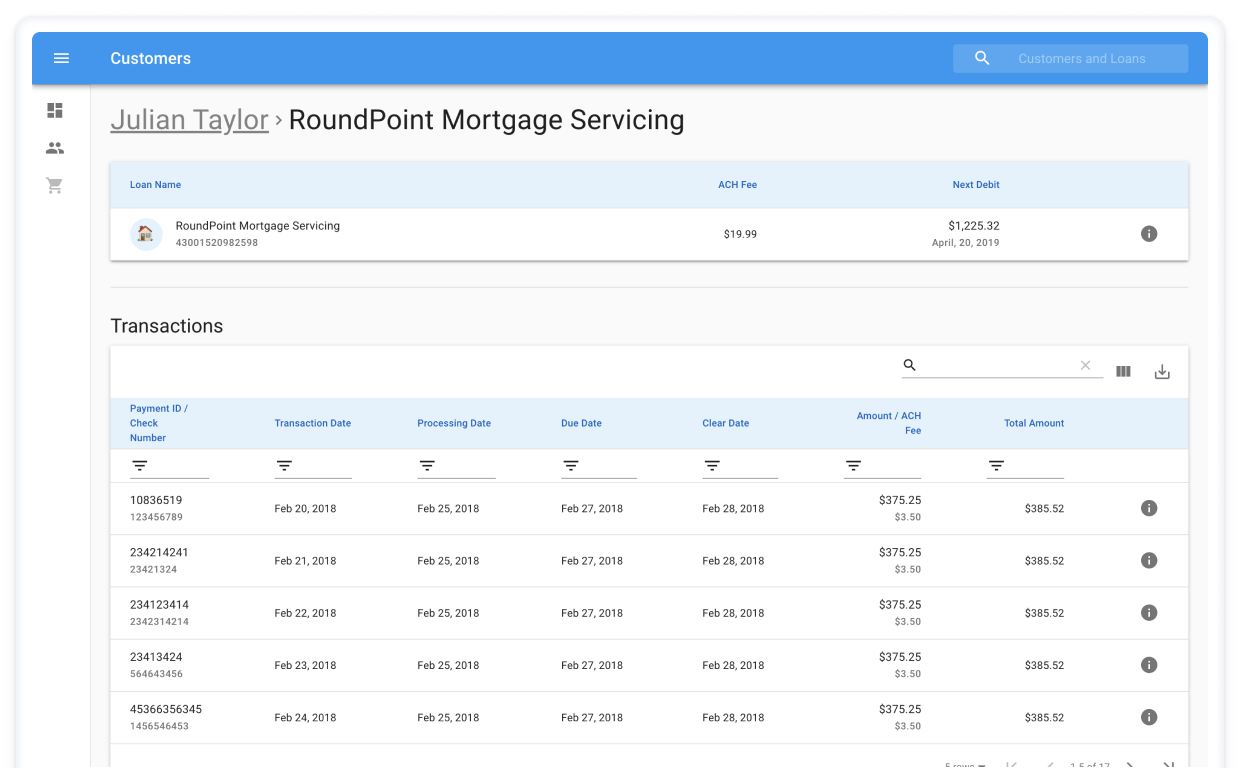 Customers
Customers and Loans
Julian Taylor › RoundPoint Mortgage Servicing
Loan Name ACH Fee Next Debit
RoundPoint Mortgage Servicing $19.99 $1,225.32
43001520982598 April, 20, 2019
Transactions
Payment ID /
Check
Number
Transaction Date Processing Date Due Date Clear Date
Amount / ACH
Fee
Total Amount
10836519
123456789
Feb 20, 2018 Feb 25, 2018 Feb 27, 2018 Feb 28, 2018
$375.25
$3.50
$385.52
234214241
23421324
Feb 21, 2018 Feb 25, 2018 Feb 27, 2018 Feb 28, 2018
$375.25
$3.50
$385.52
234123414
2342314214
Feb 22, 2018 Feb 25, 2018 Feb 27, 2018 Feb 28, 2018
$375.25
$3.50
$385.52
23413424
564643456
Feb 23, 2018 Feb 25, 2018 Feb 27, 2018 Feb 28, 2018
$375.25
$3.50
$385.52
45366356345
1456546453
Feb 24, 2018 Feb 25, 2018 Feb 27, 2018 Feb 28, 2018
$375.25
$3.50
$385.52
5 rows 1-5 of 17